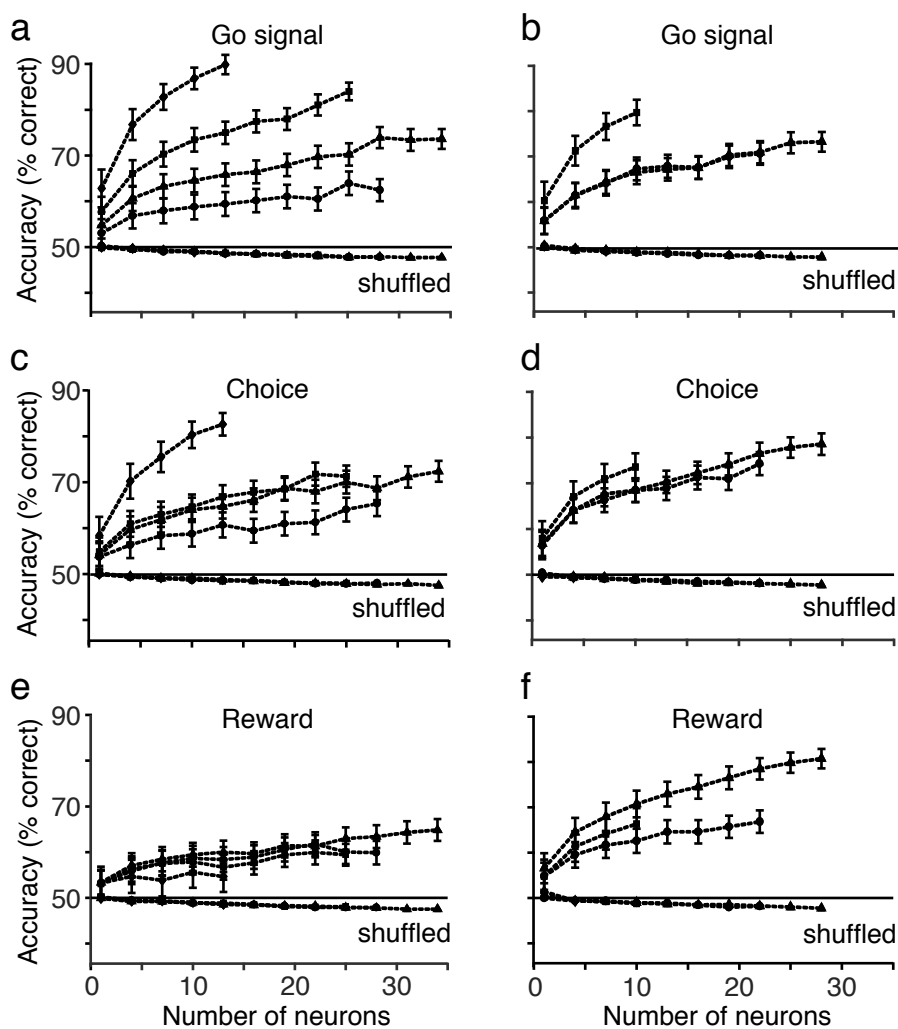 a
Go signal
90
70
50
Accuracy (% correct)
shuffled
b
Go signal
shuffled
c
Choice
90
70
50
Accuracy (% correct)
shuffled
d
Choice
shuffled
e
Reward
90
70
50
Accuracy (% correct)
shuffled
0 10 20 30
Number of neurons
f
Reward
shuffled
0 10 20 30
Number of neurons